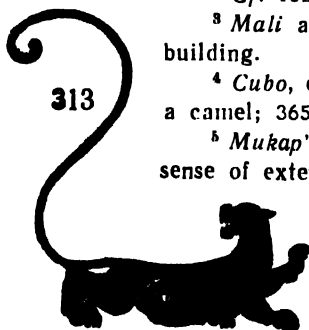 ³ Mali a
building.
313
⁴ Cubo,
a camel; 365
⁵ Mukap'
sense of exte